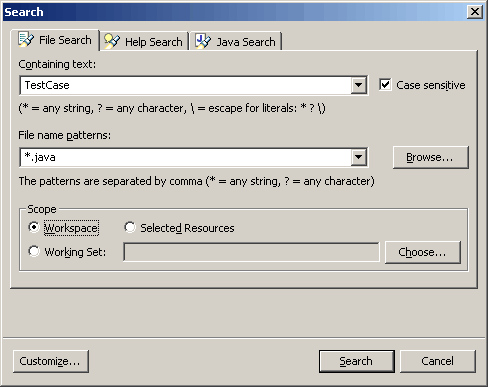 Search
File Search Help Search Java Search
Containing text:
TestCase
Case sensitive
(* = any string, ? = any character, \ = escape for literals: * ? \)
File name patterns:
*.java
Browse...
The patterns are separated by comma (* = any string, ? = any character)
Scope
Workspace Selected Resources
Working Set: Choose...
Customize... Search Cancel